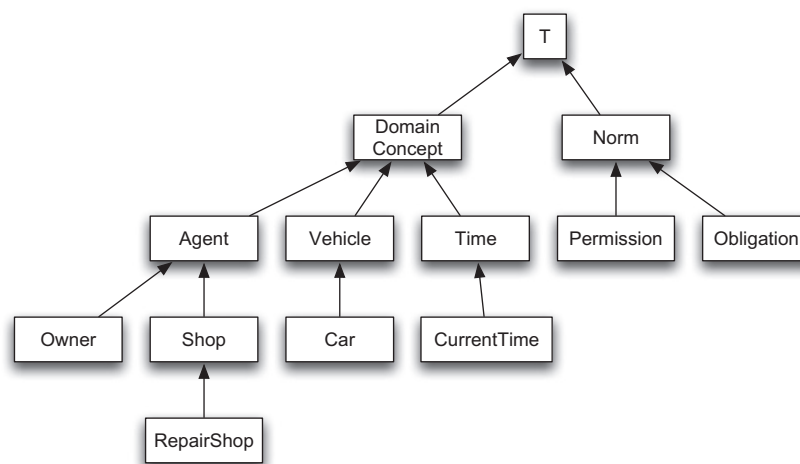 T
Domain
Concept
Norm
Agent
Vehicle
Time
Permission
Obligation
Owner
Shop
Car
CurrentTime
RepairShop